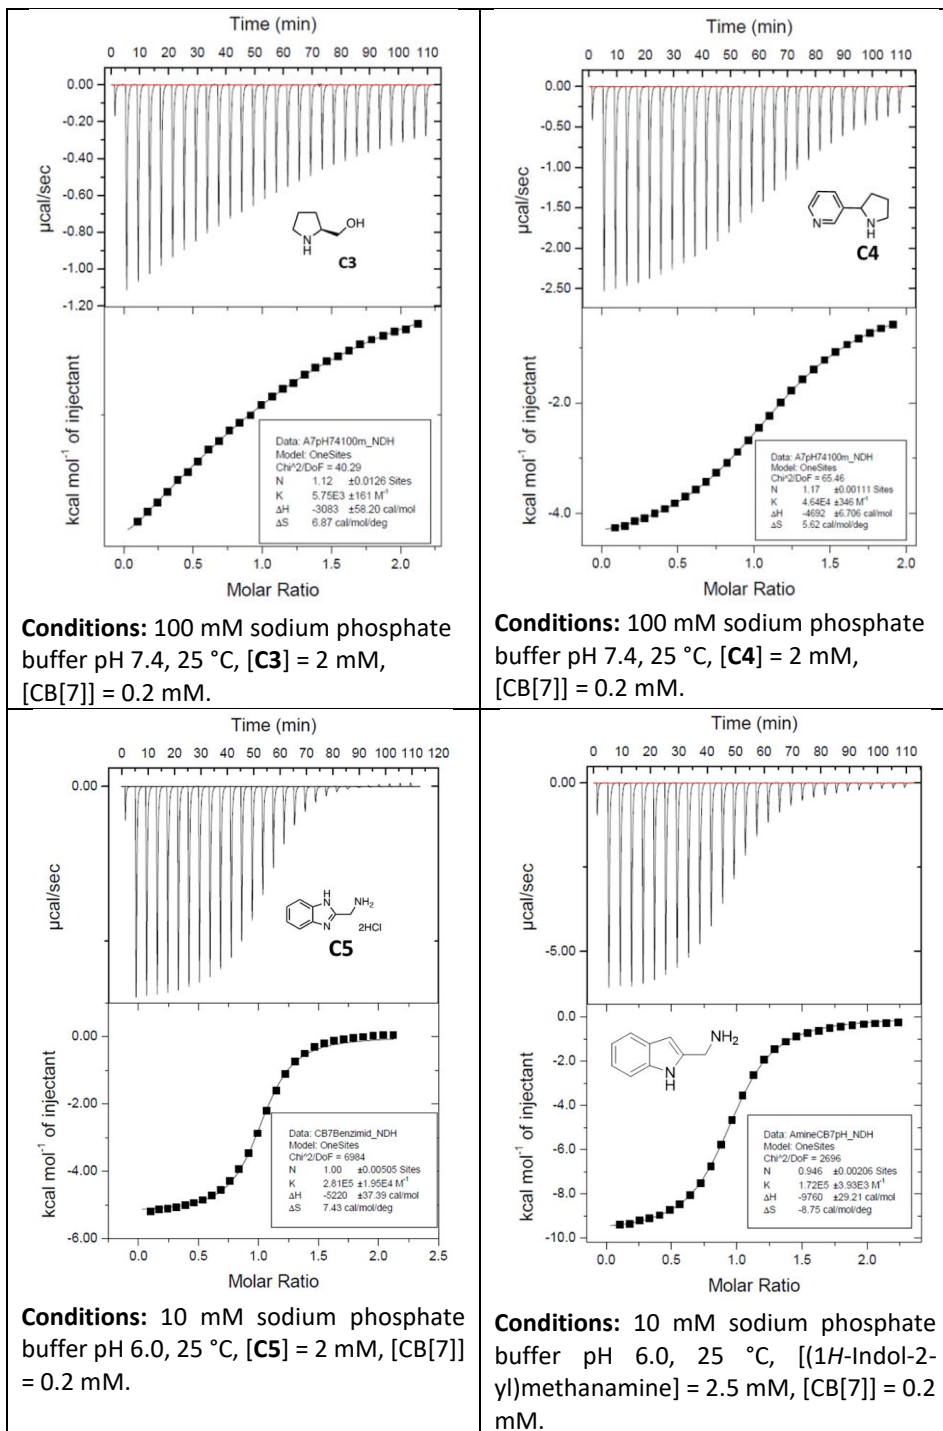 Time (min)
0 10 20 30 40 50 60 70 80 90 100 110
0.00
-0.20
-0.40
-0.60
-0.80
-1.00
-1.20
µcal/sec
N
H
OH
C3
kcal mol-1 of injectant
Data: A7pH74100m_NDH
Model: OneSites
Chi^2/DoF = 40.29
N 1.12 ±0.0126 Sites
K 5.75E3 ±161 M-1
ΔH -3083 ±58.20 cal/mol
ΔS 6.87 cal/mol/deg
0.0 0.5 1.0 1.5 2.0
Molar Ratio
Conditions: 100 mM sodium phosphate
buffer pH 7.4, 25 °C, [C3] = 2 mM,
[CB[7]] = 0.2 mM.
Time (min)
0 10 20 30 40 50 60 70 80 90 100 110
0.00
-0.50
-1.00
-1.50
-2.00
-2.50
µcal/sec
N
N
H
C4
kcal mol-1 of injectant
-2.0
-4.0
Data: A7pH74100m_NDH
Model: OneSites
Chi^2/DoF = 65.46
N 1.17 ±0.00111 Sites
K 4.64E4 ±346 M-1
ΔH -4692 ±6.706 cal/mol
ΔS 5.62 cal/mol/deg
0.0 0.5 1.0 1.5 2.0
Molar Ratio
Conditions: 100 mM sodium phosphate
buffer pH 7.4, 25 °C, [C4] = 2 mM,
[CB[7]] = 0.2 mM.
Time (min)
0 10 20 30 40 50 60 70 80 90 100 110 120
0.00
µcal/sec
H
N
NH2
N
2HCl
C5
kcal mol-1 of injectant
0.00
-2.00
-4.00
-6.00
Data: CB7Benzimid_NDH
Model: OneSites
Chi^2/DoF = 6984
N 1.00 ±0.00505 Sites
K 2.81E5 ±1.95E4 M-1
ΔH -5220 ±37.39 cal/mol
ΔS 7.43 cal/mol/deg
0.0 0.5 1.0 1.5 2.0 2.5
Molar Ratio
Conditions: 10 mM sodium phosphate
buffer pH 6.0, 25 °C, [C5] = 2 mM, [CB[7]]
= 0.2 mM.
Time (min)
0 10 20 30 40 50 60 70 80 90 100 110
0.00
-5.00
µcal/sec
NH2
N
H
kcal mol-1 of injectant
0.0
-2.0
-4.0
-6.0
-8.0
-10.0
Data: AmineCB7pH_NDH
Model: OneSites
Chi^2/DoF = 2696
N 0.946 ±0.00206 Sites
K 1.72E5 ±3.93E3 M-1
ΔH -9760 ±29.21 cal/mol
ΔS -8.75 cal/mol/deg
0.0 0.5 1.0 1.5 2.0
Molar Ratio
Conditions: 10 mM sodium phosphate
buffer pH 6.0, 25 °C, [(1H-Indol-2-
yl)methanamine] = 2.5 mM, [CB[7]] = 0.2
mM.